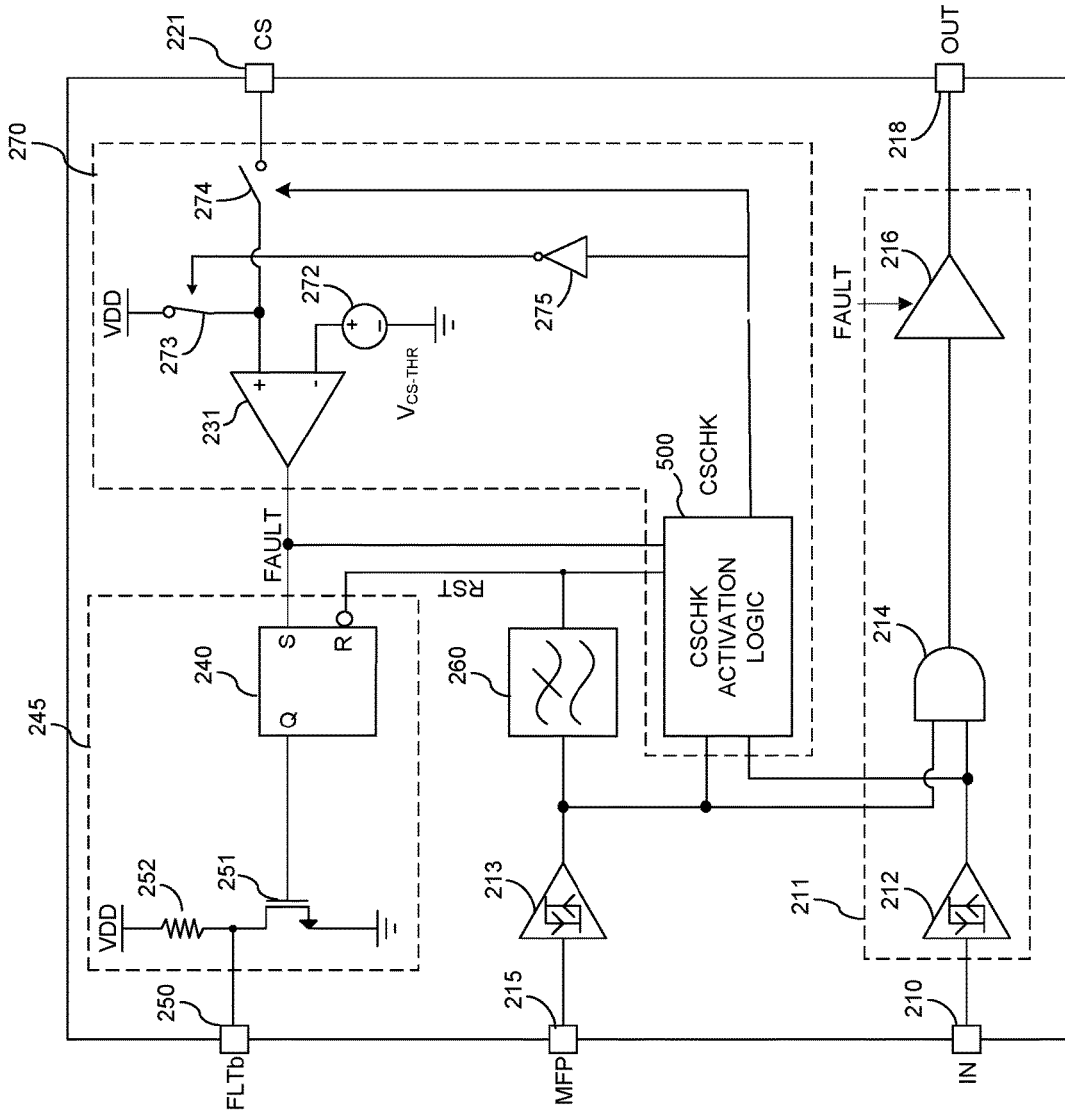 270
221
CS
VDD
274
273
272
+
-
+
-
231
V_CS-THR
275
FAULT
245
S
240
Q
R
RST
VDD
252
251
250
FLTb
500
CSCHK
CSCHK
ACTIVATION
LOGIC
260
213
215
MFP
FAULT
216
218
OUT
214
211
212
210
IN